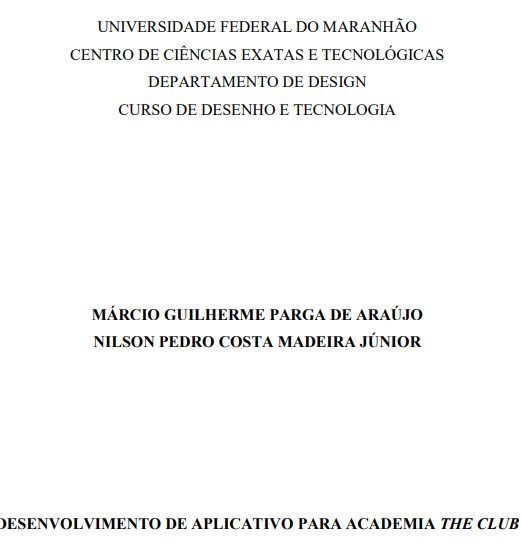 UNIVERSIDADE FEDERAL DO MARANHÃO
CENTRO DE CIÊNCIAS EXATAS E TECNOLÓGICAS
DEPARTAMENTO DE DESIGN
CURSO DE DESENHO E TECNOLOGIA
MÁRCIO GUILHERME PARGA DE ARAÚJO
NILSON PEDRO COSTA MADEIRA JÚNIOR
DESENVOLVIMENTO DE APLICATIVO PARA ACADEMIA THE CLUB